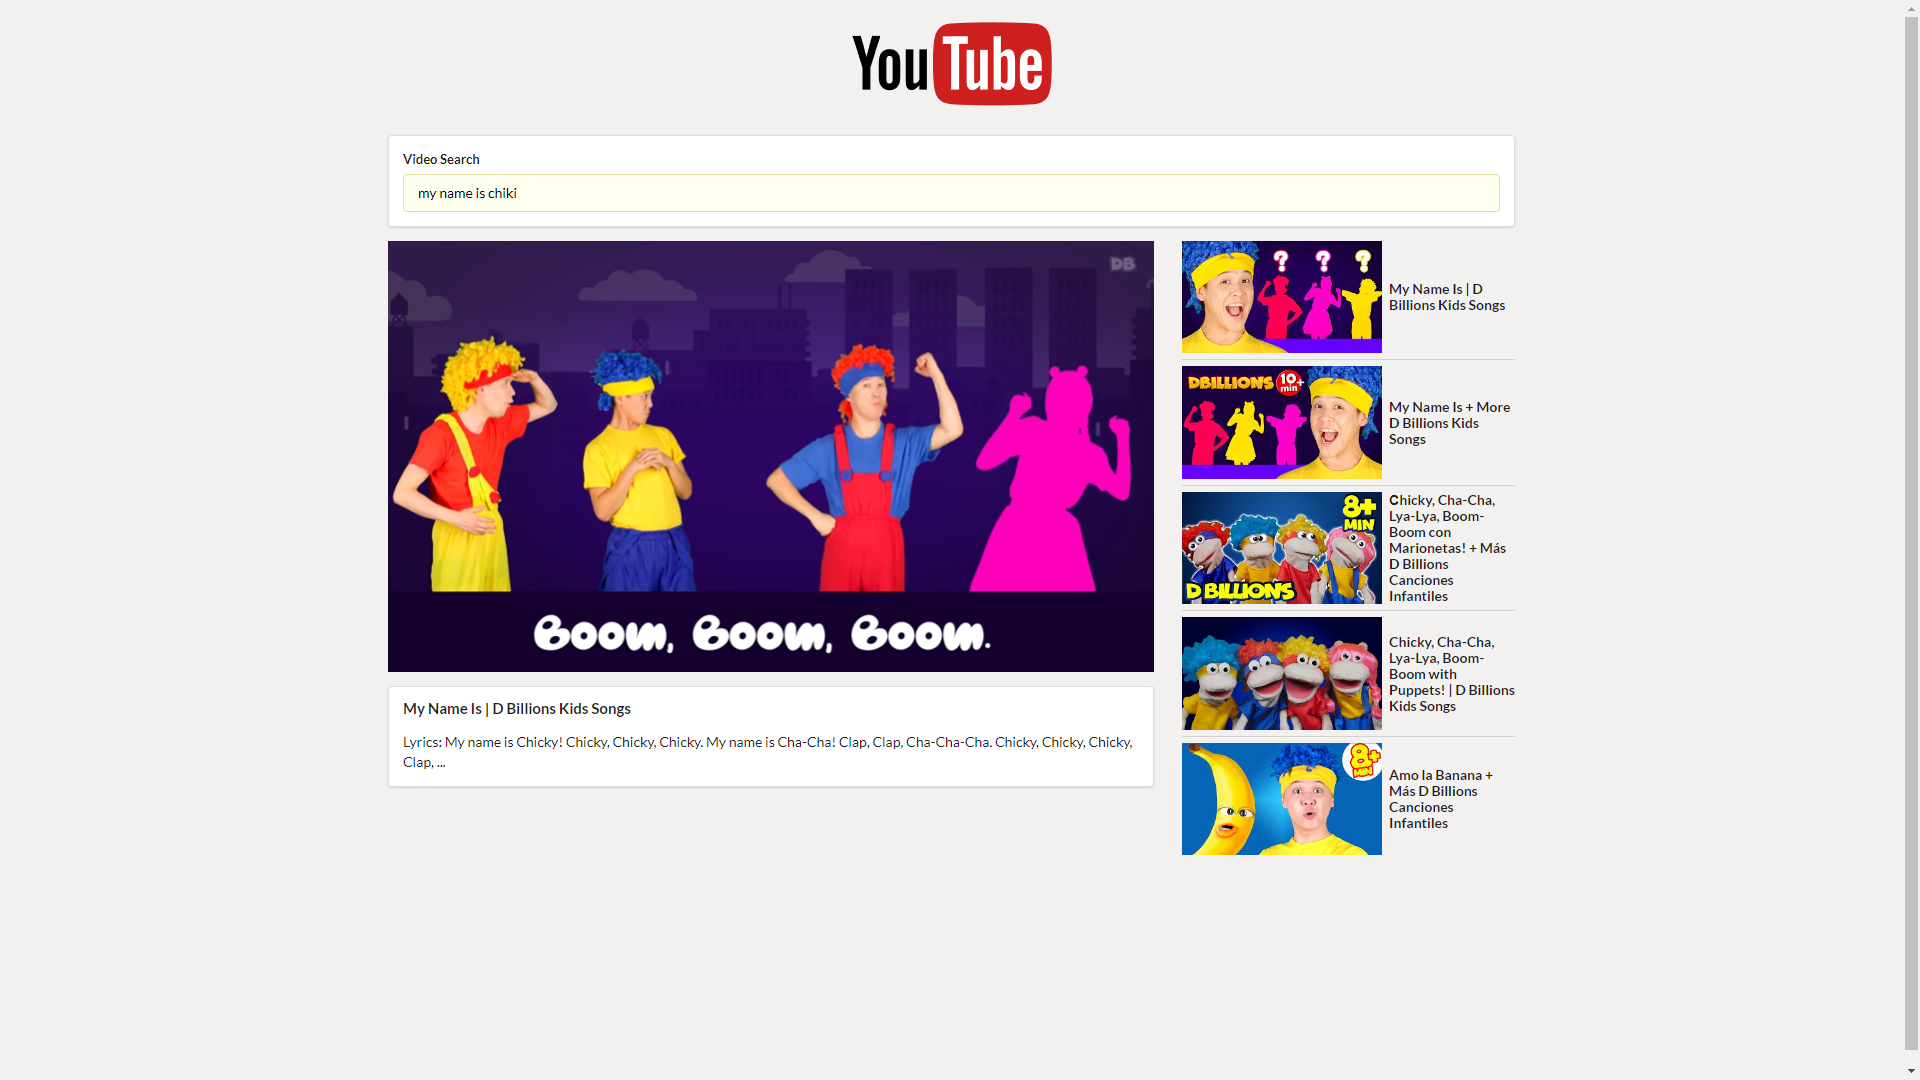 YouTube
Video Search
my name is chiki
DB
Boom, Boom, Boom.
My Name Is | D Billions Kids Songs
Lyrics: My name is Chicky! Chicky, Chicky, Chicky. My name is Cha-Cha! Clap, Clap, Cha-Cha-Cha. Chicky, Chicky, Chicky,
Clap, ...
? ? ?
My Name Is | D
Billions Kids Songs
DBILLIONS 10+
min
My Name Is + More
D Billions Kids
Songs
8+
MIN
D BILLIONS
Chicky, Cha-Cha,
Lya-Lya, Boom-
Boom con
Marionetas! + Más
D Billions
Canciones
Infantiles
Chicky, Cha-Cha,
Lya-Lya, Boom-
Boom with
Puppets! | D Billions
Kids Songs
8+
MIN
Amo la Banana +
Más D Billions
Canciones
Infantiles